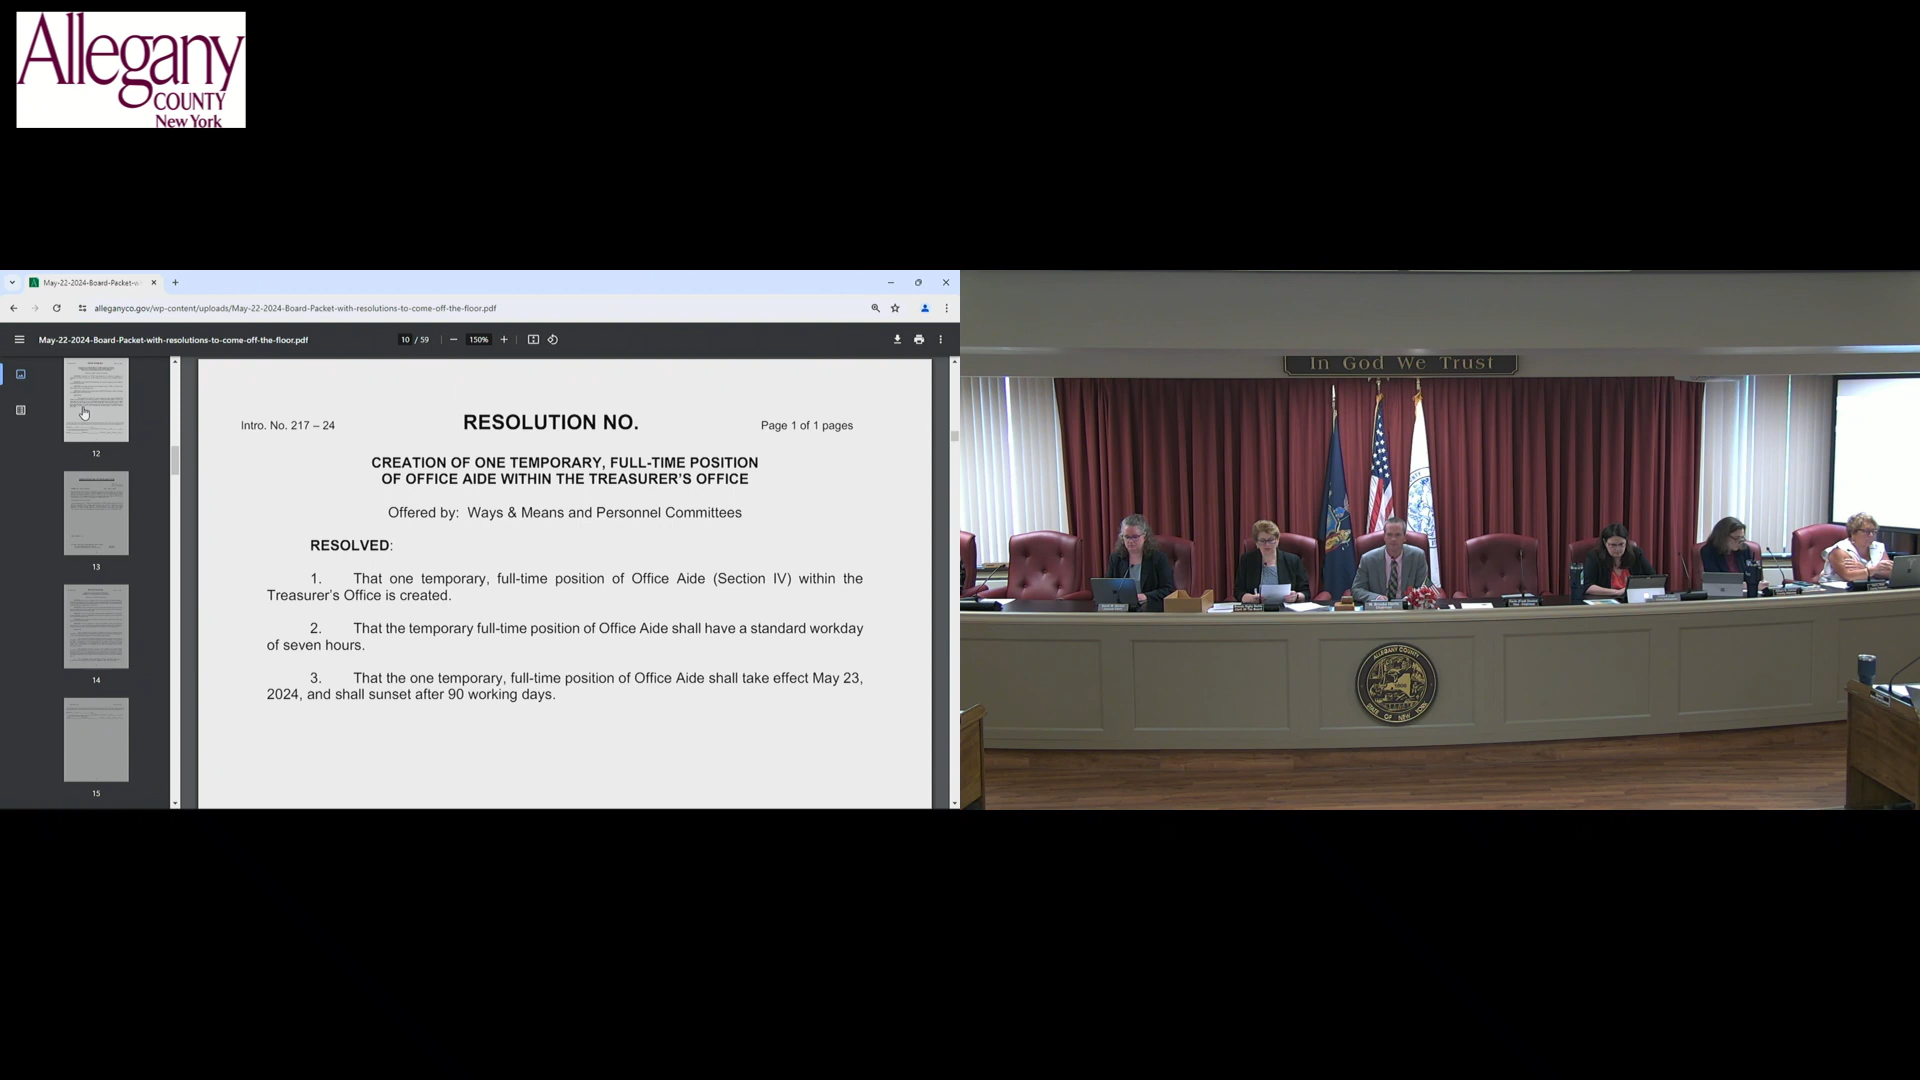 Allegany
COUNTY
New York
May-22-2024-Board-Packet-w
alleganyco.gov/wp-content/uploads/May-22-2024-Board-Packet-with-resolutions-to-come-off-the-floor.pdf
May-22-2024-Board-Packet-with-resolutions-to-come-off-the-floor.pdf
10 / 59
150%
12
13
14
15
Intro. No. 217 – 24
RESOLUTION NO.
Page 1 of 1 pages
CREATION OF ONE TEMPORARY, FULL-TIME POSITION
OF OFFICE AIDE WITHIN THE TREASURER'S OFFICE
Offered by: Ways & Means and Personnel Committees
RESOLVED:
1. That one temporary, full-time position of Office Aide (Section IV) within the
Treasurer's Office is created.
2. That the temporary full-time position of Office Aide shall have a standard workday
of seven hours.
3. That the one temporary, full-time position of Office Aide shall take effect May 23,
2024, and shall sunset after 90 working days.
In God We Trust
ALLEGANY COUNTY
STATE OF NEW YORK